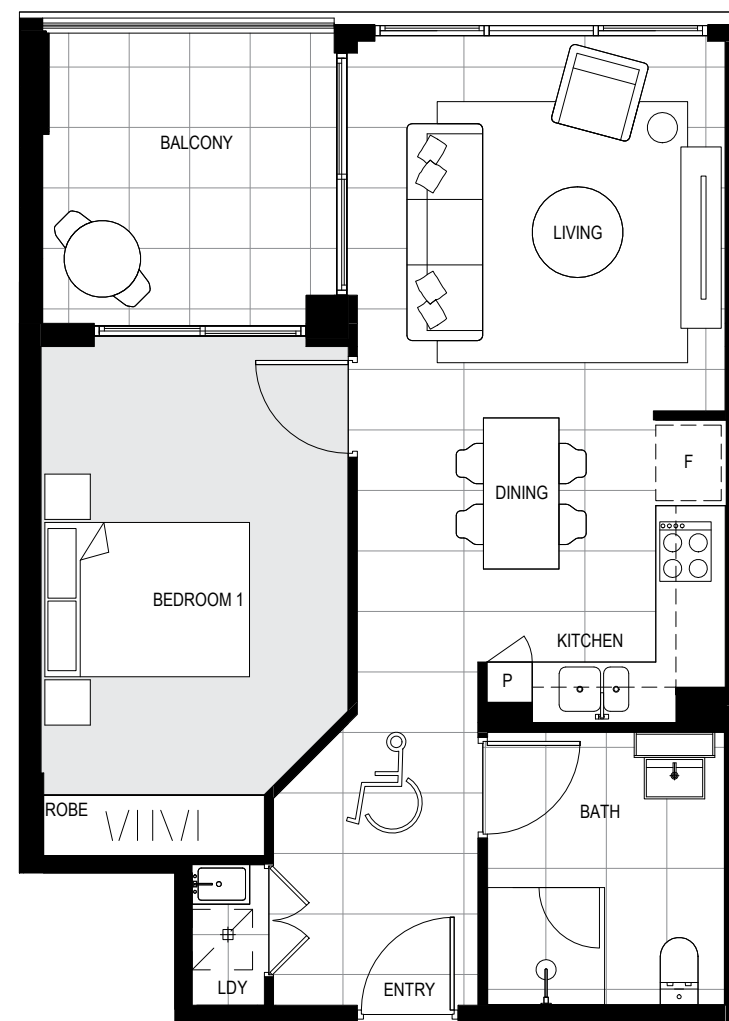 BALCONY
LIVING
F
DINING
BEDROOM 1
KITCHEN
P
ROBE
BATH
LDY
ENTRY